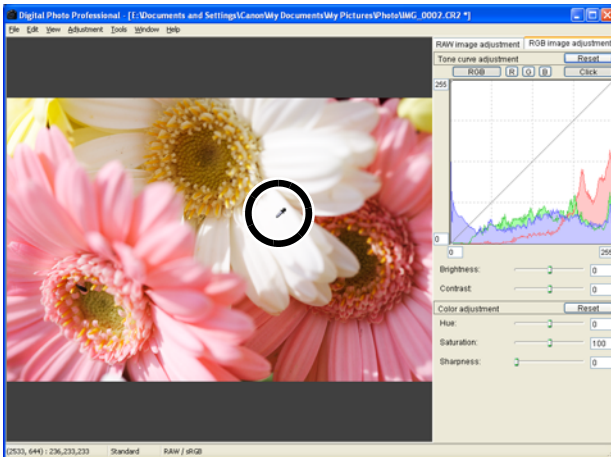 Digital Photo Professional - [E:\Documents and Settings\Canon\My Documents\My Pictures\Photo\IMG_0002.CR2 *]
File Edit View Adjustment Tools Window Help
RAW image adjustment RGB image adjustment
Tone curve adjustment Reset
RGB R G B Click
255
0
0 255
Brightness: 0
Contrast: 0
Color adjustment Reset
Hue: 0
Saturation: 100
Sharpness: 0
(2533, 644) : 236,233,233 Standard RAW / sRGB